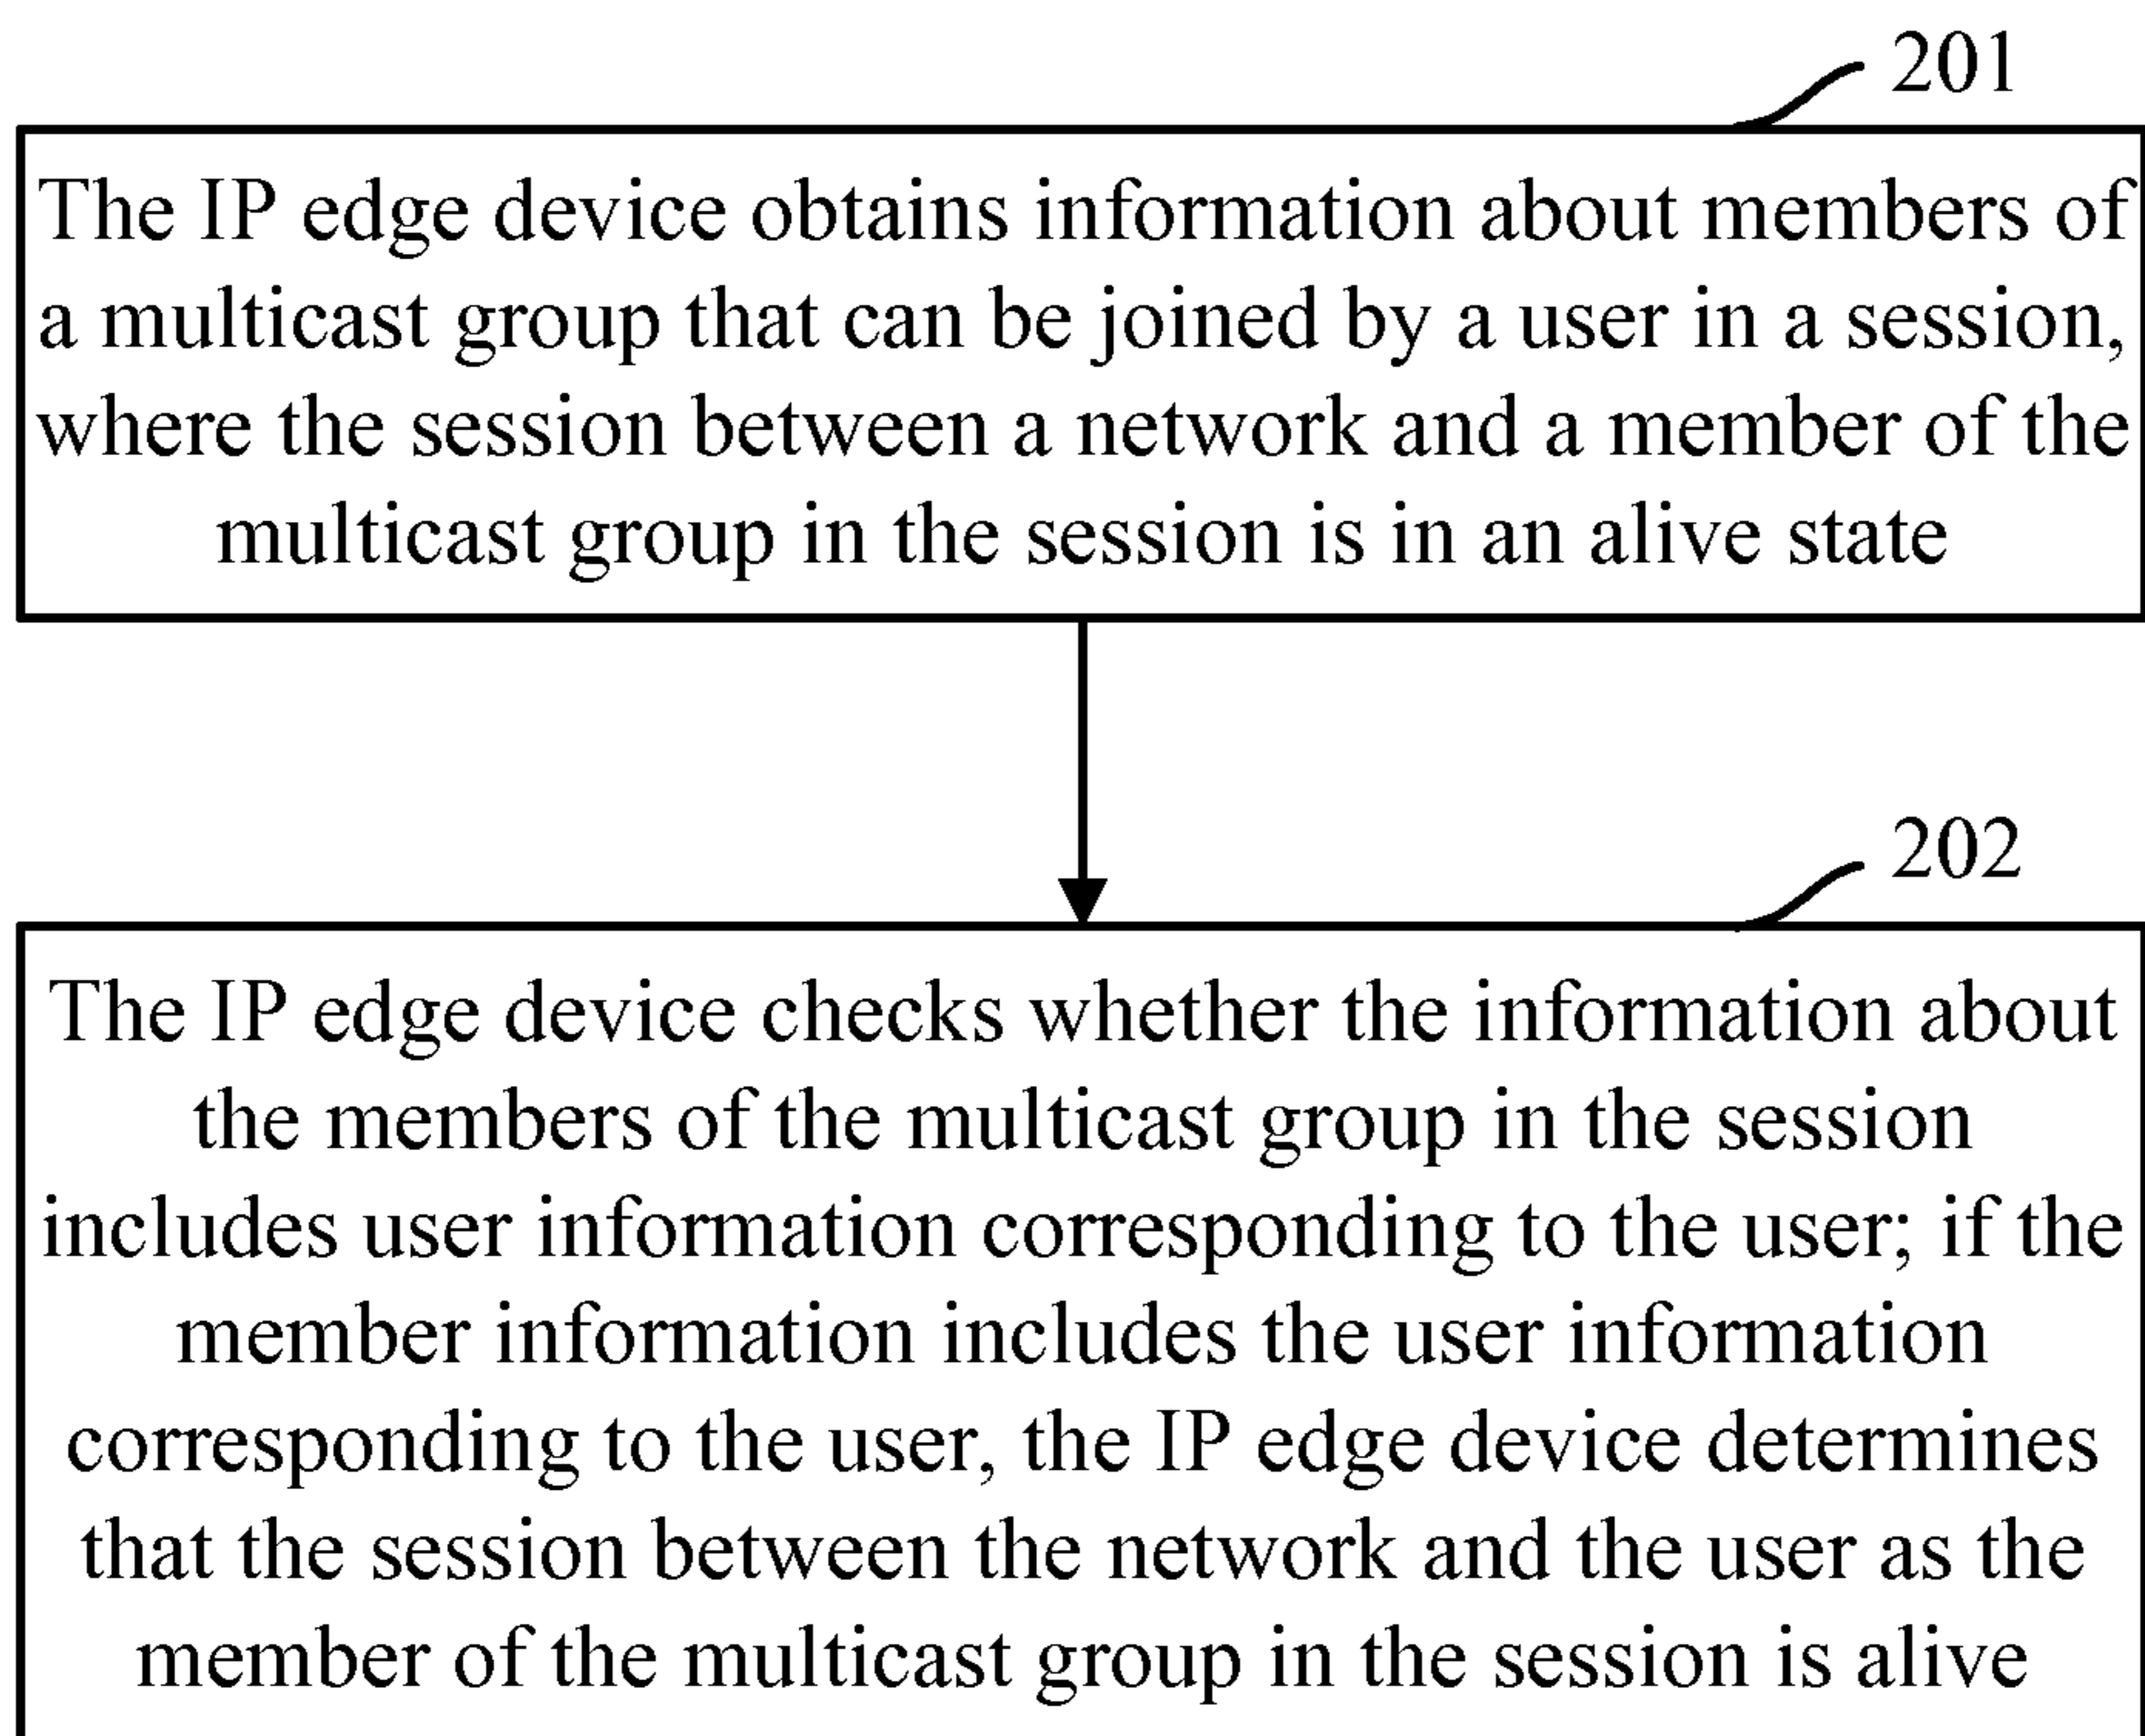 201
The IP edge device obtains information about members of
a multicast group that can be joined by a user in a session,
where the session between a network and a member of the
multicast group in the session is in an alive state
202
The IP edge device checks whether the information about
the members of the multicast group in the session
includes user information corresponding to the user; if the
member information includes the user information
corresponding to the user, the IP edge device determines
that the session between the network and the user as the
member of the multicast group in the session is alive